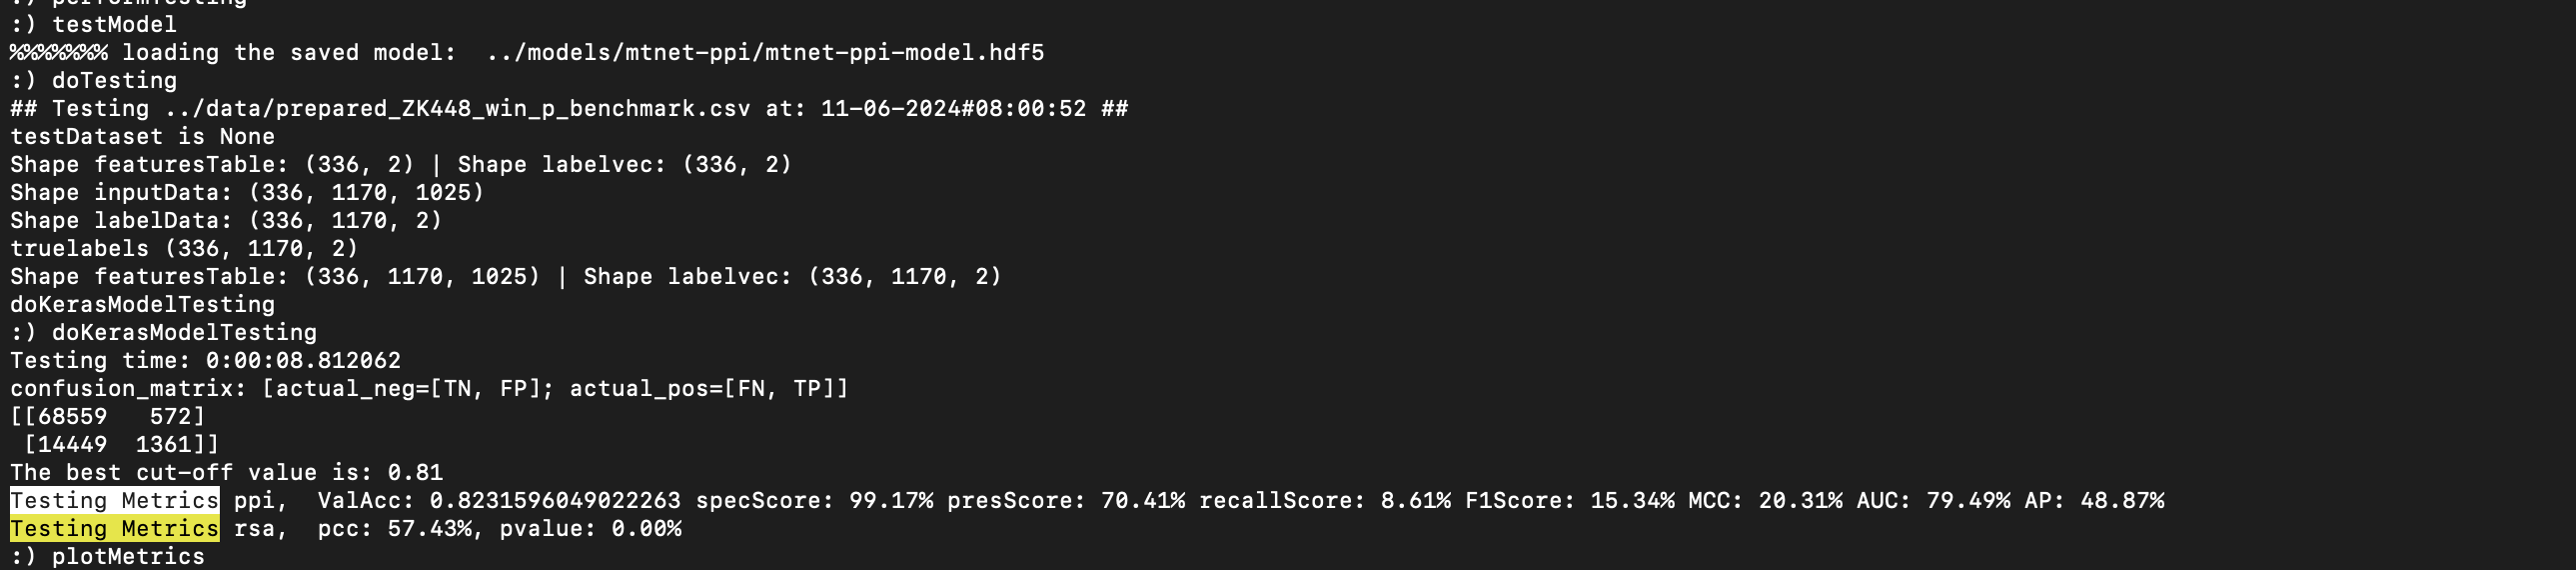 :) performTesting
:) testModel
%%%%%%% loading the saved model:  ../models/mtnet-ppi/mtnet-ppi-model.hdf5
:) doTesting
## Testing ../data/prepared_ZK448_win_p_benchmark.csv at: 11-06-2024#08:00:52 ##
testDataset is None
Shape featuresTable: (336, 2) | Shape labelvec: (336, 2)
Shape inputData: (336, 1170, 1025)
Shape labelData: (336, 1170, 2)
truelabels (336, 1170, 2)
Shape featuresTable: (336, 1170, 1025) | Shape labelvec: (336, 1170, 2)
doKerasModelTesting
:) doKerasModelTesting
Testing time: 0:00:08.812062
confusion_matrix: [actual_neg=[TN, FP]; actual_pos=[FN, TP]]
[[68559   572]
 [14449  1361]]
The best cut-off value is: 0.81
Testing Metrics ppi,  ValAcc: 0.8231596049022263 specScore: 99.17% presScore: 70.41% recallScore: 8.61% F1Score: 15.34% MCC: 20.31% AUC: 79.49% AP: 48.87%
Testing Metrics rsa,  pcc: 57.43%, pvalue: 0.00%
:) plotMetrics